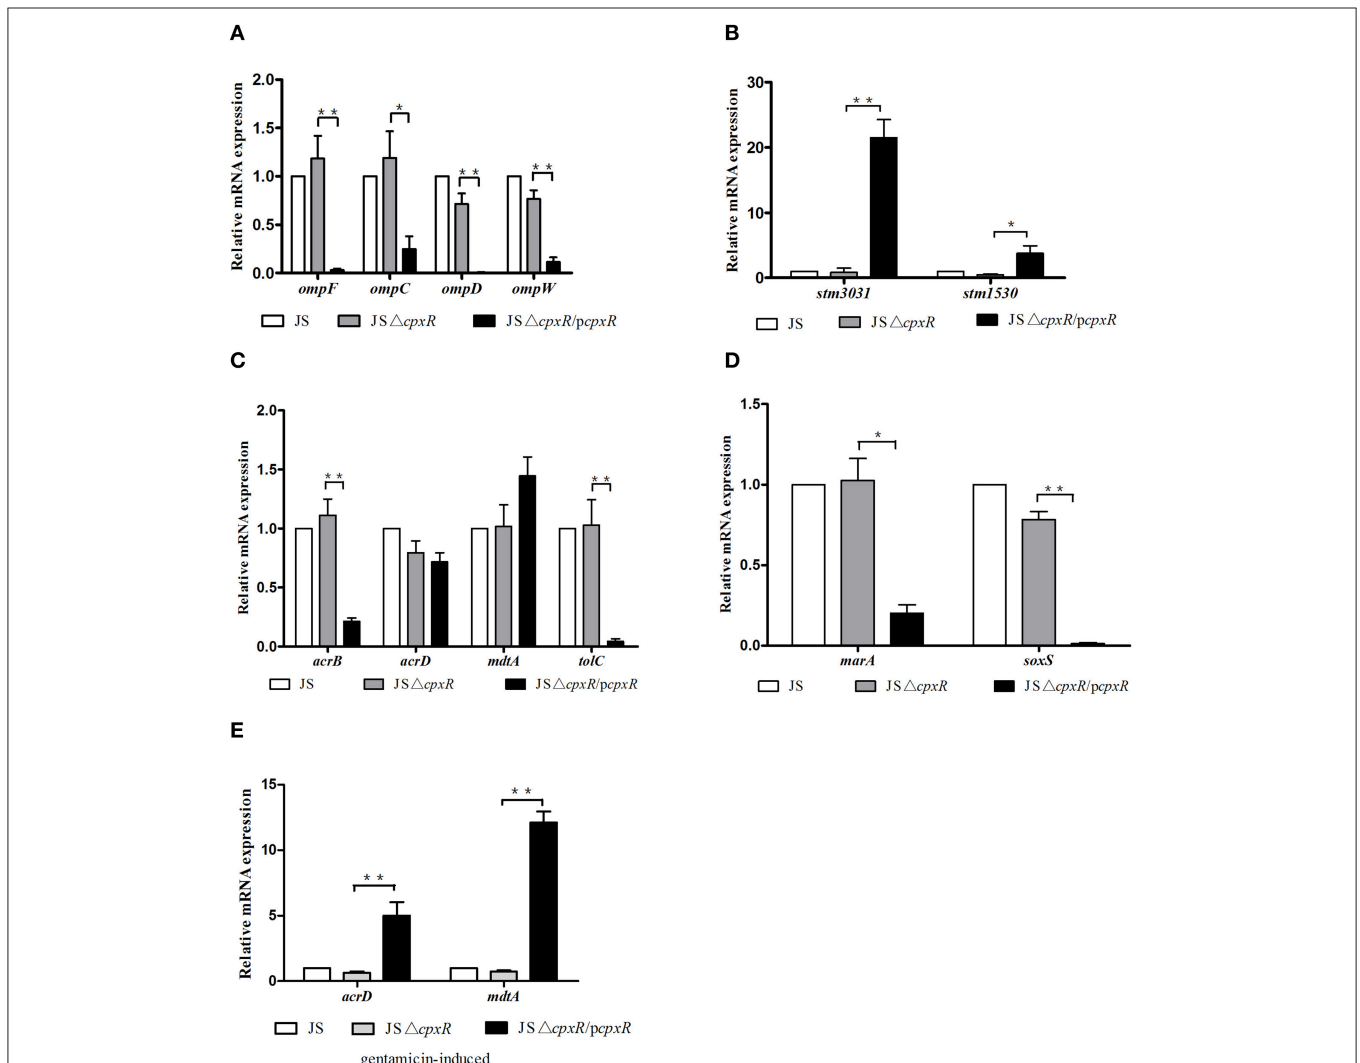 A
Relative mRNA expression
2.0
1.5
1.0
0.5
0.0
** * ** **
ompF ompC ompD ompW
JS JS△cpxR JS△cpxR/pcpxR
B
Relative mRNA expression
30
20
10
0
** *
stm3031 stm1530
JS JS△cpxR JS△cpxR/pcpxR
C
Relative mRNA expression
2.0
1.5
1.0
0.5
0.0
** **
acrB acrD mdtA tolC
JS JS△cpxR JS△cpxR/pcpxR
D
Relative mRNA expression
1.5
1.0
0.5
0.0
* **
marA soxS
JS JS△cpxR JS△cpxR/pcpxR
E
Relative mRNA expression
15
10
5
0
** **
acrD mdtA
JS JS△cpxR JS△cpxR/pcpxR
gentamicin-induced